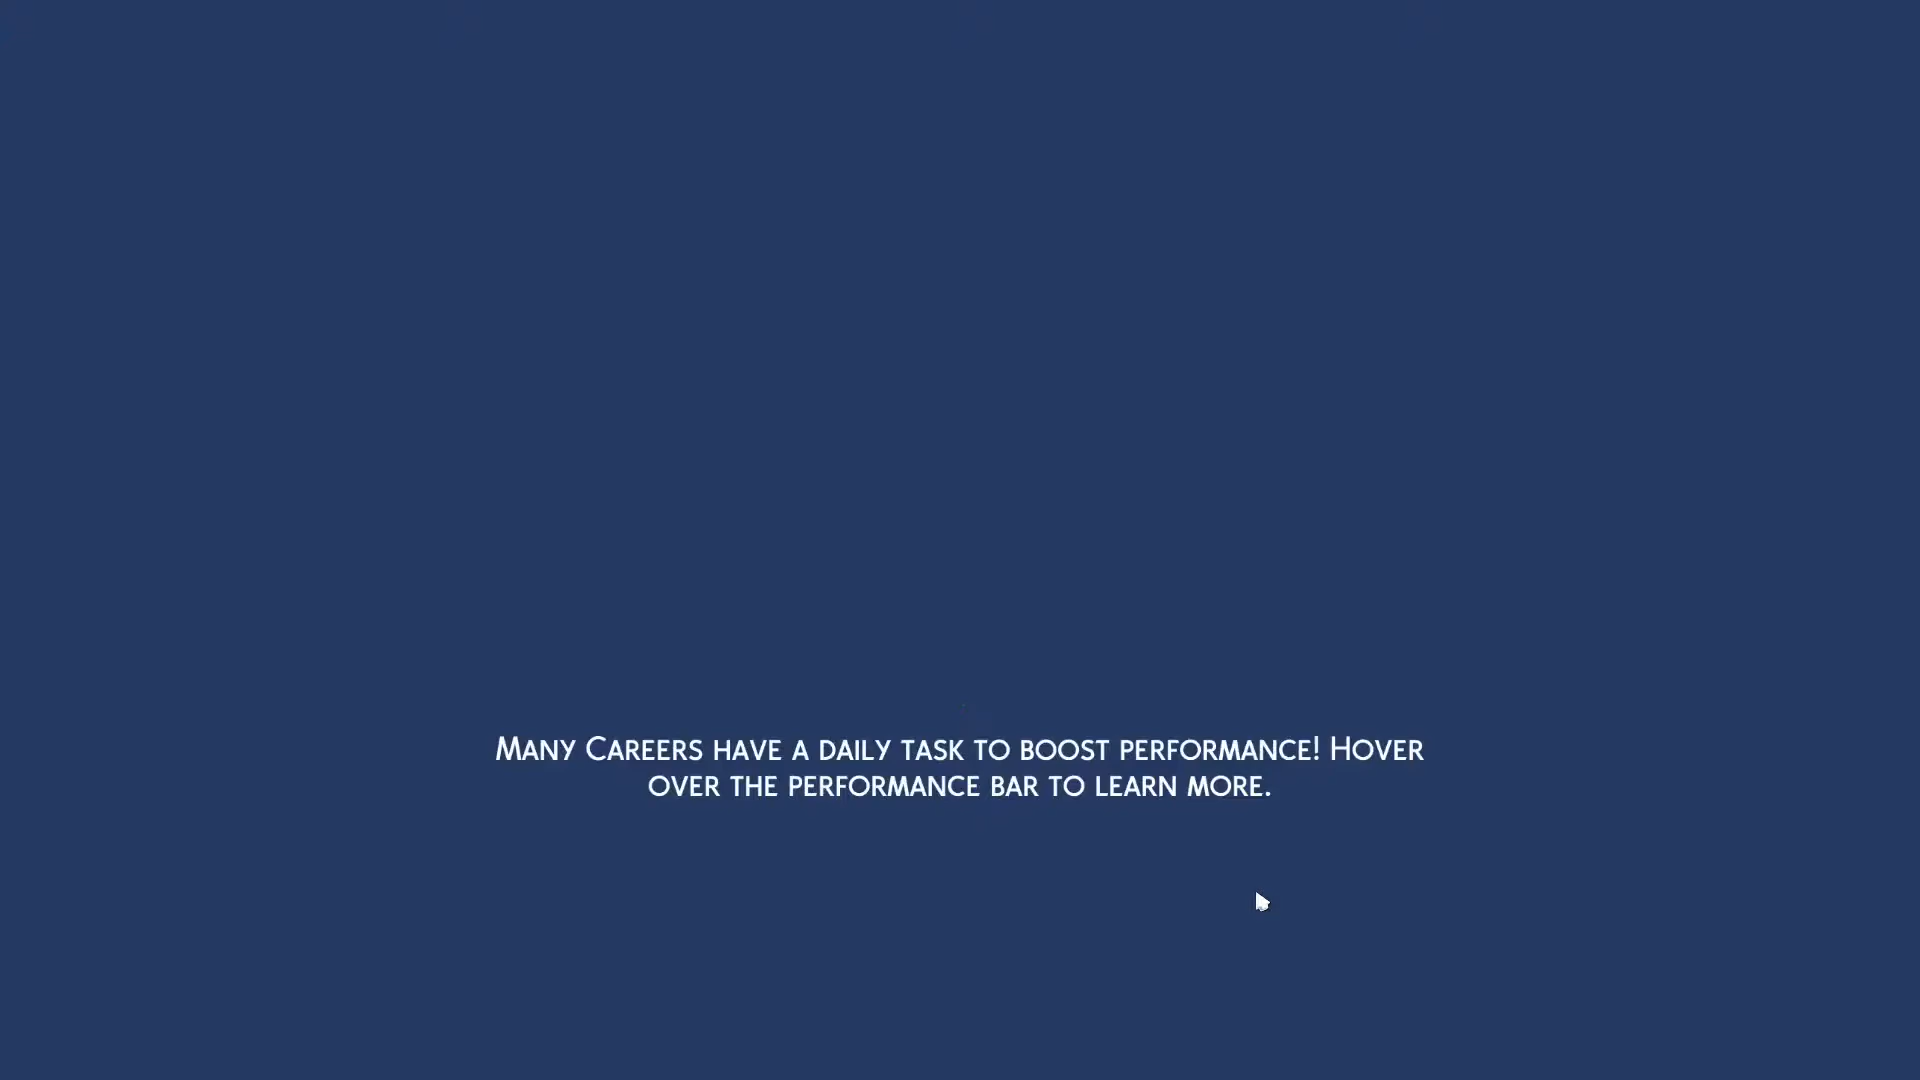 Many Careers have a daily task to boost performance! Hover
over the performance bar to learn more.